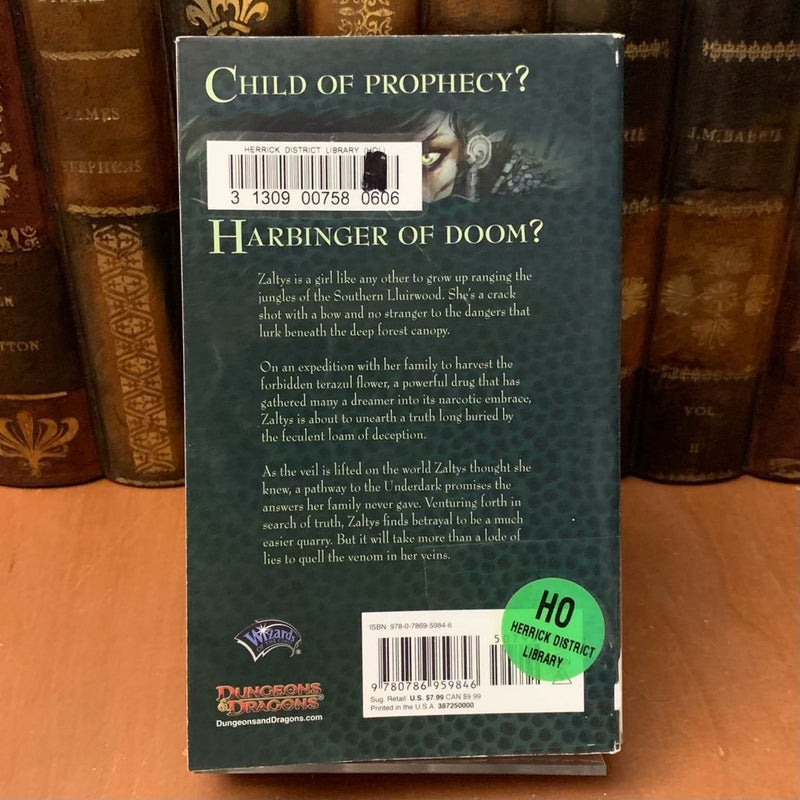 CHILD OF PROPHECY?
HERRICK DISTRICT LIBRARY (HOL)
3 1309 00758 0606
HARBINGER OF DOOM?
Zaltys is a girl like any other to grow up ranging the
jungles of the Southern Lluirwood. She's a crack
shot with a bow and no stranger to the dangers that
lurk beneath the deep forest canopy.
On an expedition with her family to harvest the
forbidden terazul flower, a powerful drug that has
gathered many a dreamer into its narcotic embrace,
Zaltys is about to unearth a truth long buried by
the feculent loam of deception.
As the veil is lifted on the world Zaltys thought she
knew, a pathway to the Underdark promises the
answers her family never gave. Venturing forth in
search of truth, Zaltys finds betrayal to be a much
easier quarry. But it will take more than a lode of
lies to quell the venom in her veins.
Wizards
OF THE COAST
®
DUNGEONS
& DRAGONS®
DungeonsandDragons.com
ISBN: 978-0-7869-5984-6
9 780786 959846
Sug. Retail: U.S. $7.99 CAN $9.99
Printed in the U.S.A 387250000
HO
HERRICK DISTRICT
LIBRARY
JAMES
STEPHENS
J.M. BARRIE
VOL
II